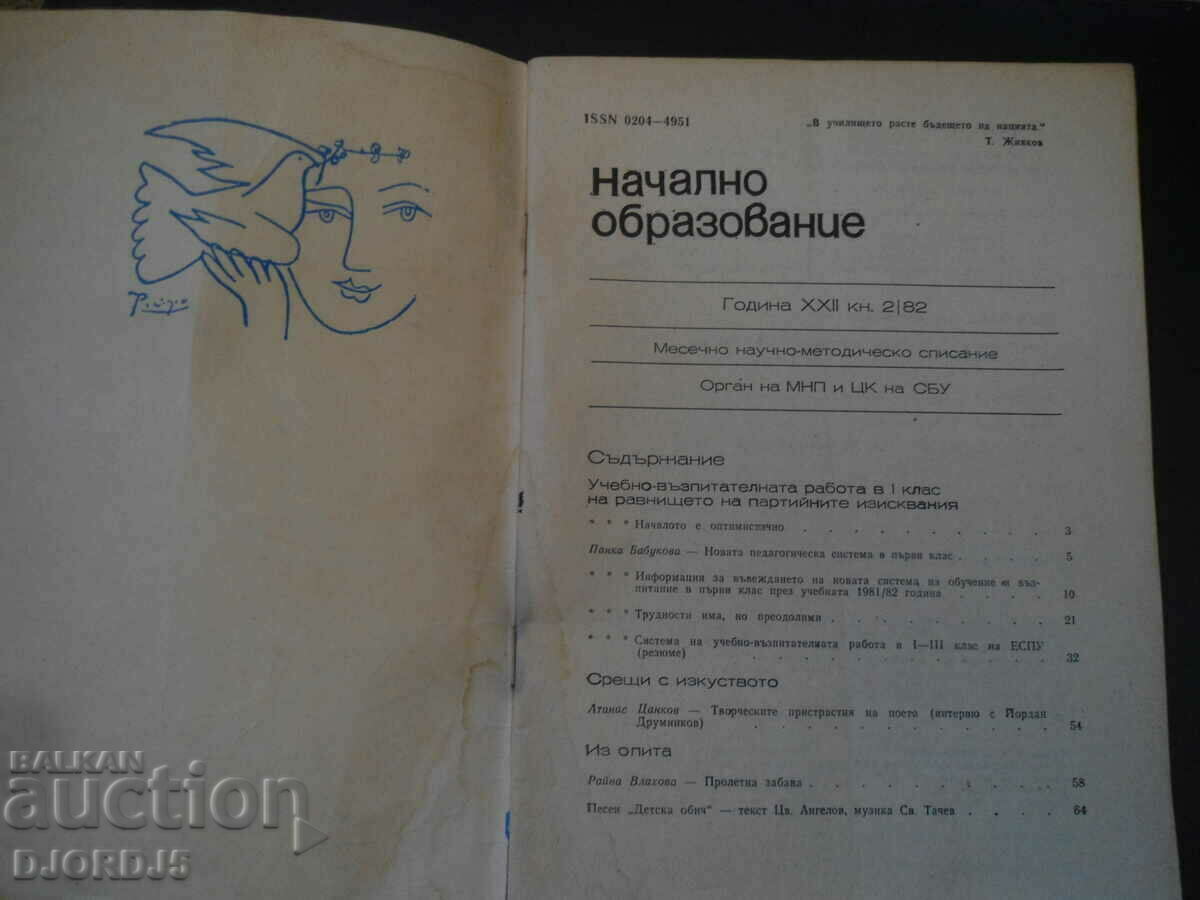 Picasso
ISSN 0204—4951
„В училището расте бъдещето на нацията."
Т. Живков
Начално
образование
Година XXII кн. 2|82
Месечно научно-методическо списание
Орган на МНП и ЦК на СБУ
Съдържание
Учебно-възпитателната работа в I клас
на равнището на партийните изисквания
* * * Началото е оптимистично . . . . . . . . . . 3
Панка Бабукова — Новата педагогическа система в първи клас . . . . 5
* * * Информация за въвеждането на новата система на обучение и въз-
питание в първи клас през учебната 1981/82 година . . . . 10
* * * Трудности има, но преодолими . . . . . . . . . 21
* * * Система на учебно-възпитателната работа в I—III клас на ЕСПУ
(резюме) . . . . . . . . . . . . . 32
Срещи с изкуството
Атанас Цанков — Творческите пристрастия на поета (интервю с Йордан
Друмников) . . . . . . . . . . . . 54
Из опита
Райна Влахова — Пролетна забава . . . . . . . . . 58
Песен „Детска обич" — текст Цв. Ангелов, музика Св. Тачев . . . . 64
BALKAN
auction
DJORDJ5